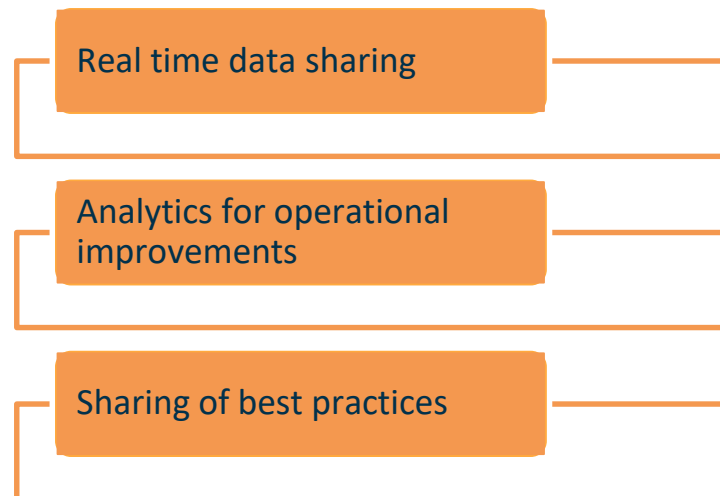 Real time data sharing
Analytics for operational
improvements
Sharing of best practices